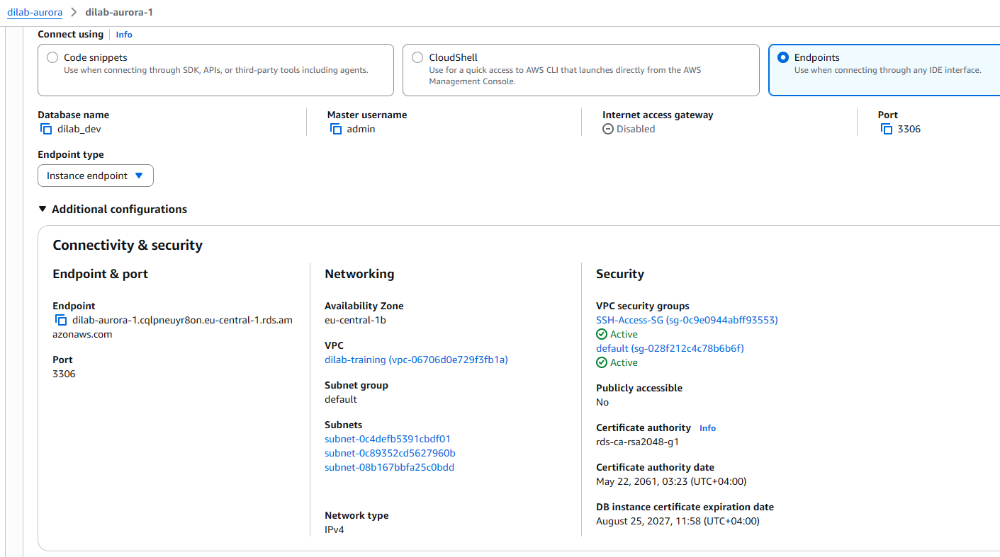 dilab-aurora > dilab-aurora-1
Connect using Info
Code snippets
Use when connecting through SDK, APIs, or third-party tools including agents.
CloudShell
Use for a quick access to AWS CLI that launches directly from the AWS
Management Console.
Endpoints
Use when connecting through any IDE interface.
Database name
dilab_dev
Master username
admin
Internet access gateway
Disabled
Port
3306
Endpoint type
Instance endpoint
Additional configurations
Connectivity & security
Endpoint & port
Endpoint
dilab-aurora-1.cqlpneuyr8on.eu-central-1.rds.am
azonaws.com
Port
3306
Networking
Availability Zone
eu-central-1b
VPC
dilab-training (vpc-06706d0e729f3fb1a)
Subnet group
default
Subnets
subnet-0c4defb5391cbdf01
subnet-0c89352cd5627960b
subnet-08b167bbfa25c0bdd
Network type
IPv4
Security
VPC security groups
SSH-Access-SG (sg-0c9e0944abff93553)
Active
default (sg-028f212c4c78b6b6f)
Active
Publicly accessible
No
Certificate authority Info
rds-ca-rsa2048-g1
Certificate authority date
May 22, 2061, 03:23 (UTC+04:00)
DB instance certificate expiration date
August 25, 2027, 11:58 (UTC+04:00)